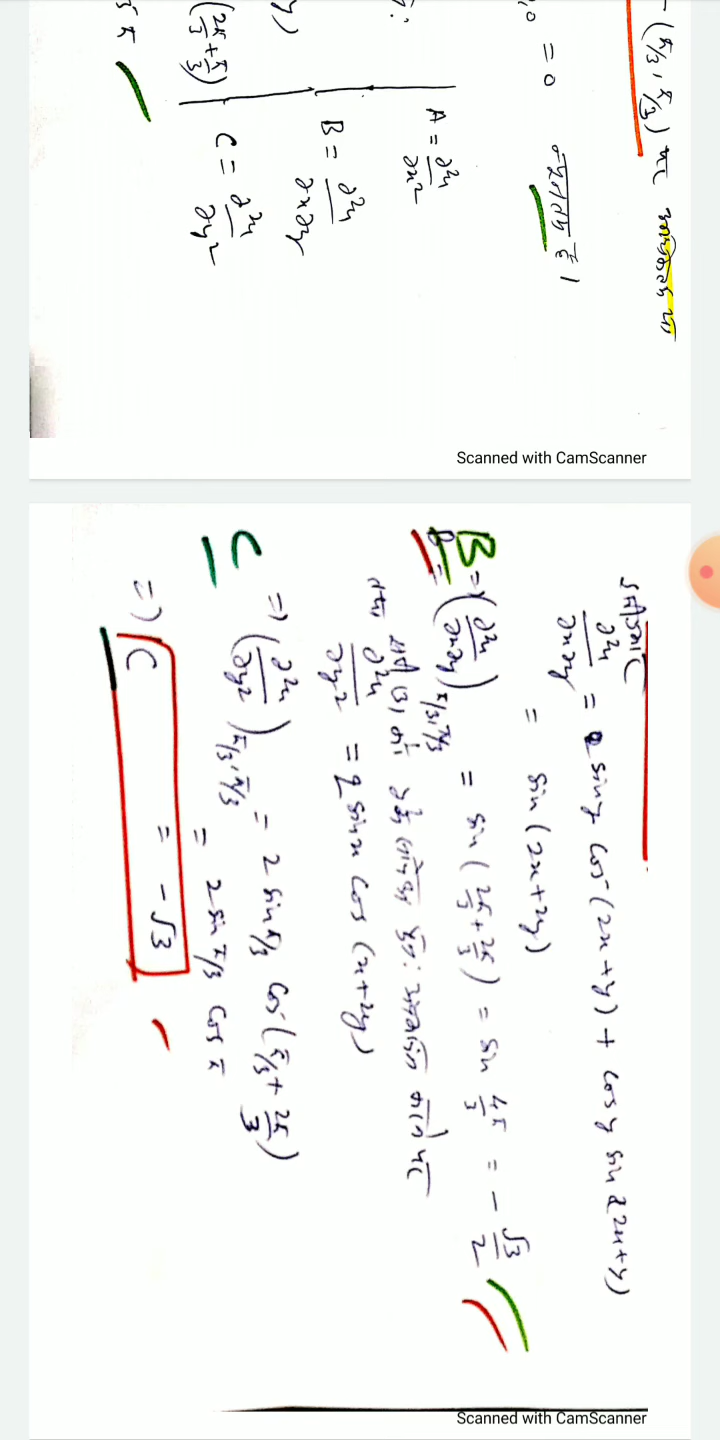 (π/3, π/3) पर
= 0
A = ∂²u/∂x²
B = ∂²u/∂x∂y
(2π/3 + π/3)
C = ∂²u/∂y²
Scanned with CamScanner
∂²u/∂x∂y = sin y cos (2x+y) + cos y sin (2x+y)
= sin (2x+2y)
B ⇒ (∂²u/∂x∂y) π/3, π/3 = sin (2π/3 + 2π/3) = sin 4π/3 = - √3/2
∂²u/∂y² = 2 sin x cos (x+2y)
C ⇒ (∂²u/∂y²) π/3, π/3 = 2 sin π/3 cos (π/3 + 2π/3)
= 2 sin π/3 cos π
⇒ C = -√3
Scanned with CamScanner